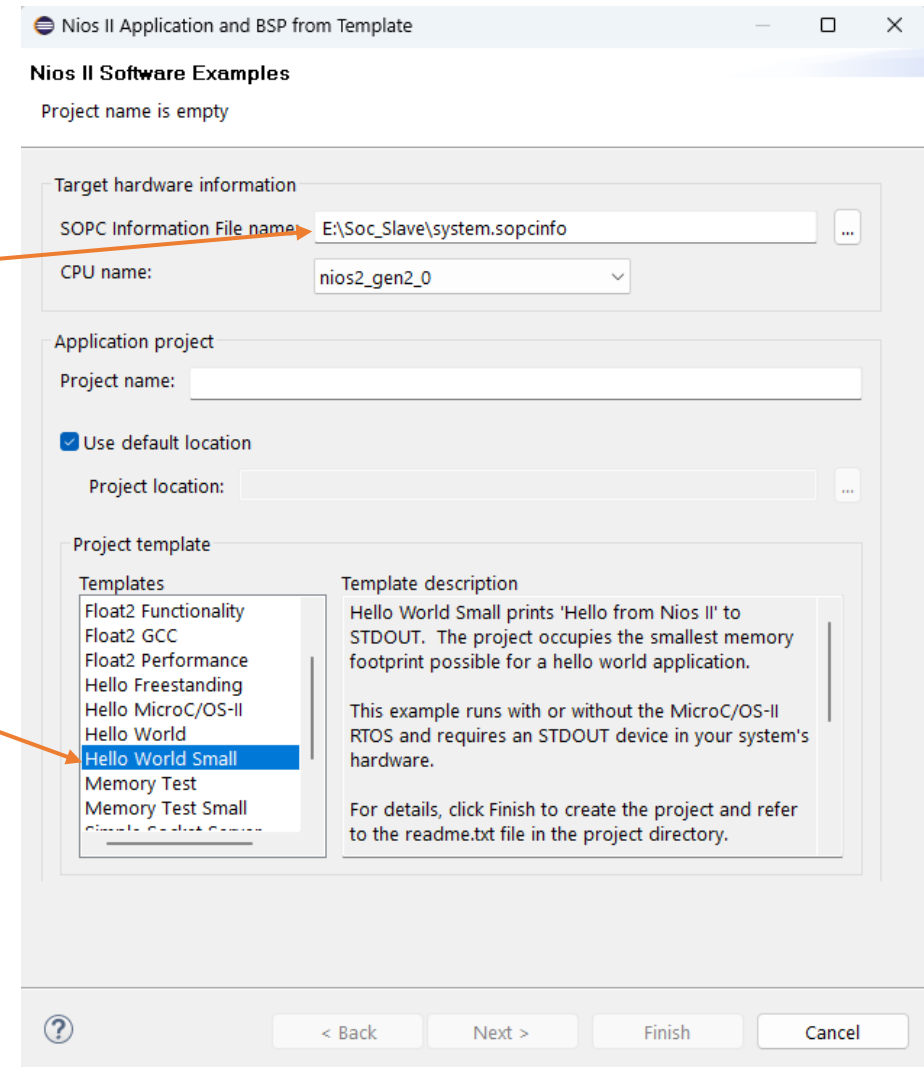 Nios II Application and BSP from Template
Nios II Software Examples
Project name is empty
Target hardware information
SOPC Information File name: E:\Soc_Slave\system.sopcinfo ...
CPU name: nios2_gen2_0
Application project
Project name:
Use default location
Project location: ...
Project template
Templates
Float2 Functionality
Float2 GCC
Float2 Performance
Hello Freestanding
Hello MicroC/OS-II
Hello World
Hello World Small
Memory Test
Memory Test Small
Simple Socket Server
Template description
Hello World Small prints 'Hello from Nios II' to
STDOUT. The project occupies the smallest memory
footprint possible for a hello world application.
This example runs with or without the MicroC/OS-II
RTOS and requires an STDOUT device in your system's
hardware.
For details, click Finish to create the project and refer
to the readme.txt file in the project directory.
? < Back Next > Finish Cancel